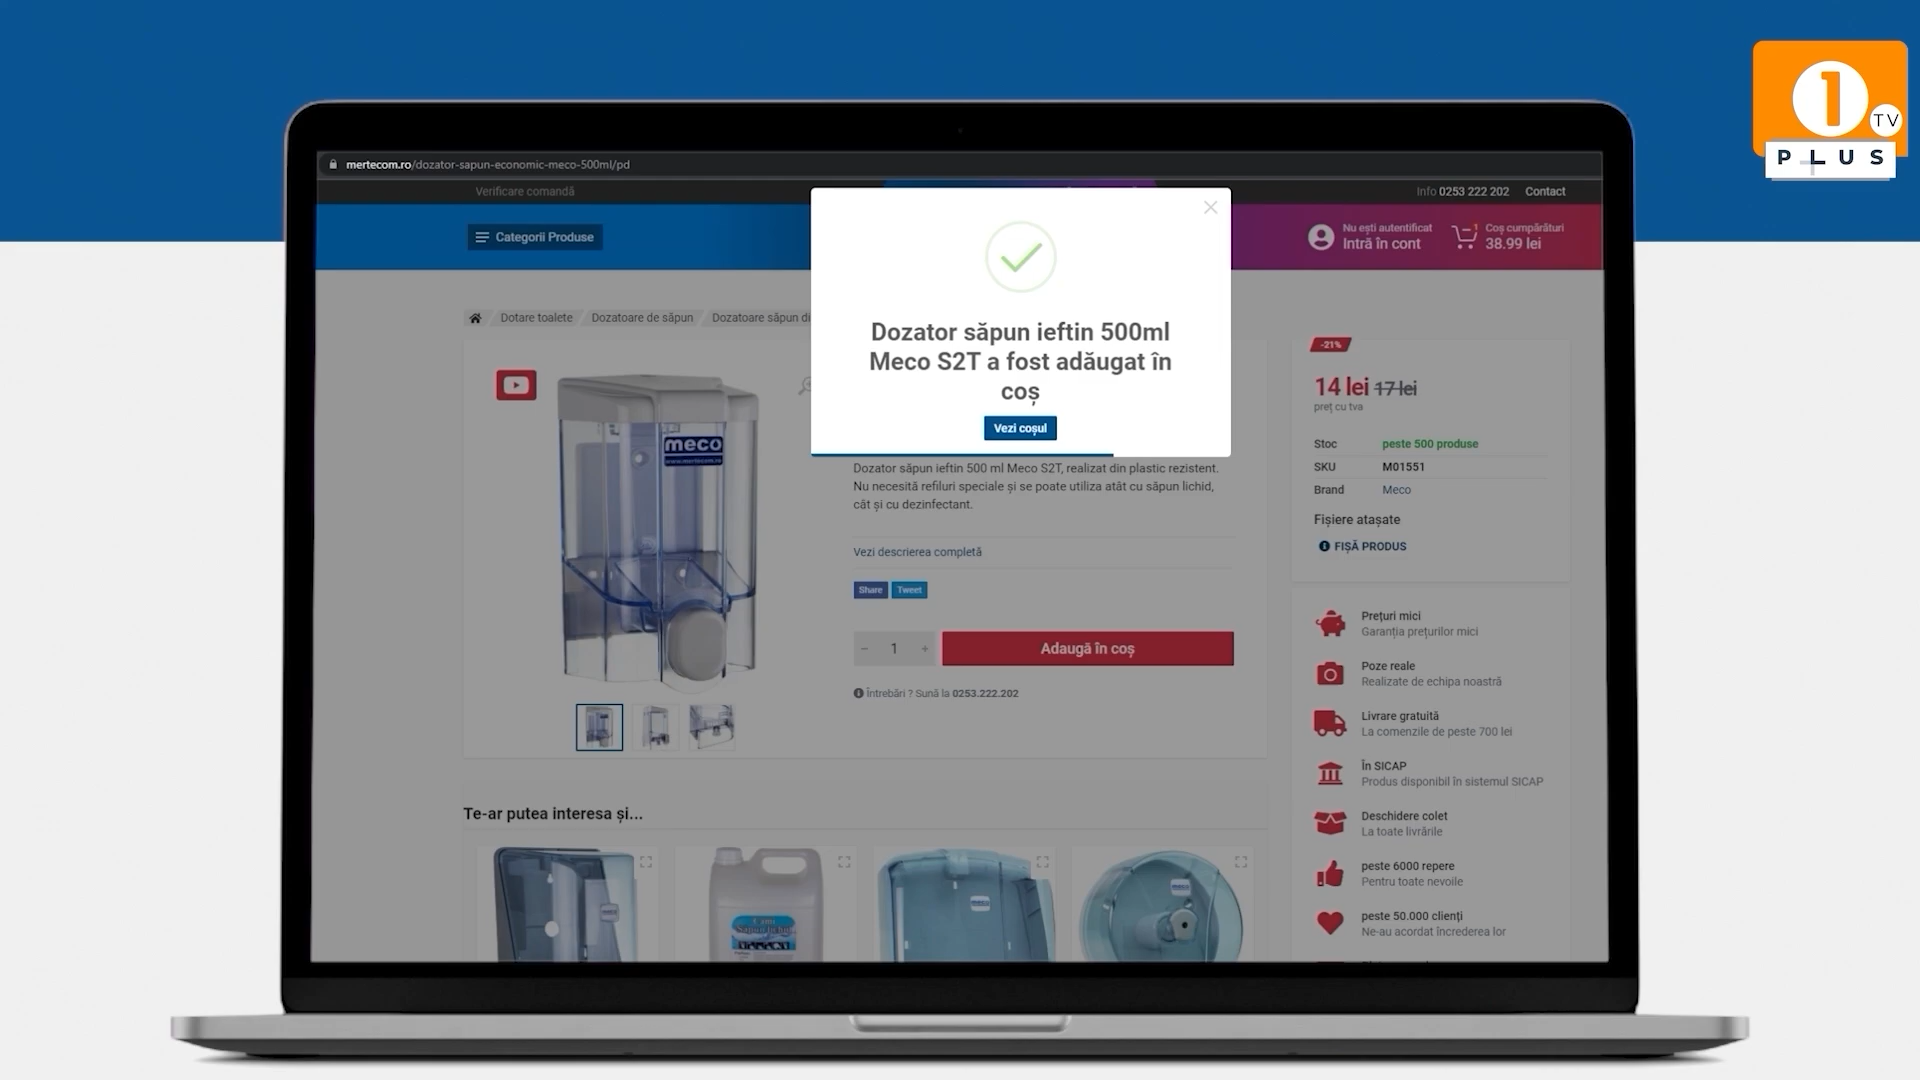 1
TV
PLUS
mertecom.ro/dozator-sapun-economic-meco-500ml/pd
Verificare comandă
Info 0253 222 202
Contact
Categorii Produse
Nu ești autentificat
Intră în cont
1
Coș cumpărături
38.99 lei
Dotare toalete
Dozatoare de săpun
Dozatoare săpun di
Dozator săpun ieftin 500ml
Meco S2T a fost adăugat în
coș
Vezi coșul
meco
www.mertecom.ro
Dozator săpun ieftin 500 ml Meco S2T, realizat din plastic rezistent.
Nu necesită refiluri speciale și se poate utiliza atât cu săpun lichid,
cât și cu dezinfectant.
Vezi descrierea completă
Share
Tweet
− 1 +
Adaugă în coș
Întrebări ? Sună la 0253.222.202
-21%
14 lei 17 lei
preț cu tva
Stoc peste 500 produse
SKU M01551
Brand Meco
Fișiere atașate
FIȘĂ PRODUS
Prețuri mici
Garanția prețurilor mici
Poze reale
Realizate de echipa noastră
Livrare gratuită
La comenzile de peste 700 lei
În SICAP
Produs disponibil în sistemul SICAP
Deschidere colet
La toate livrările
peste 6000 repere
Pentru toate nevoile
peste 50.000 clienți
Ne-au acordat încrederea lor
Te-ar putea interesa și...